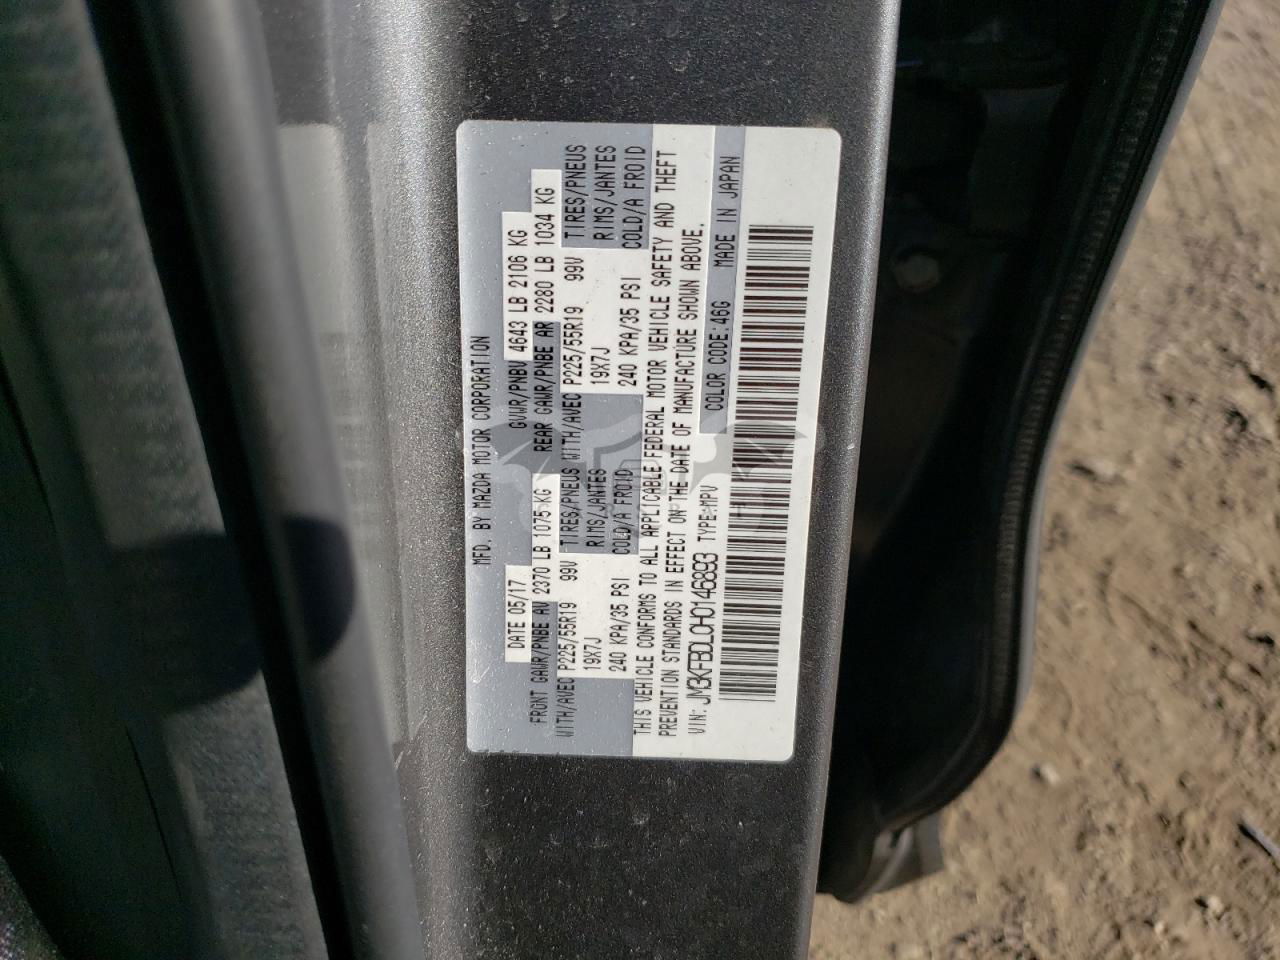 MFD. BY MAZDA MOTOR CORPORATION
DATE 05/17 GVWR/PNBV 4643 LB 2106 KG
FRONT GAWR/PNBE AV 2370 LB 1075 KG REAR GAWR/PNBE AR 2280 LB 1034 KG
WITH/AVEC P225/55R19 99V TIRES/PNEUS WITH/AVEC P225/55R19 99V TIRES/PNEUS
19X7J RIMS/JANTES 19X7J RIMS/JANTES
240 KPA/35 PSI COLD/A FROID 240 KPA/35 PSI COLD/A FROID
THIS VEHICLE CONFORMS TO ALL APPLICABLE FEDERAL MOTOR VEHICLE SAFETY AND THEFT
PREVENTION STANDARDS IN EFFECT ON THE DATE OF MANUFACTURE SHOWN ABOVE.
VIN: JM3KFBDL0H0146893 TYPE:MPV COLOR CODE:46G MADE IN JAPAN